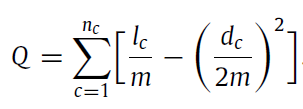 Q = \sum_{c=1}^{n_c} \left[ \frac{l_c}{m} - \left( \frac{d_c}{2m} \right)^2 \right].